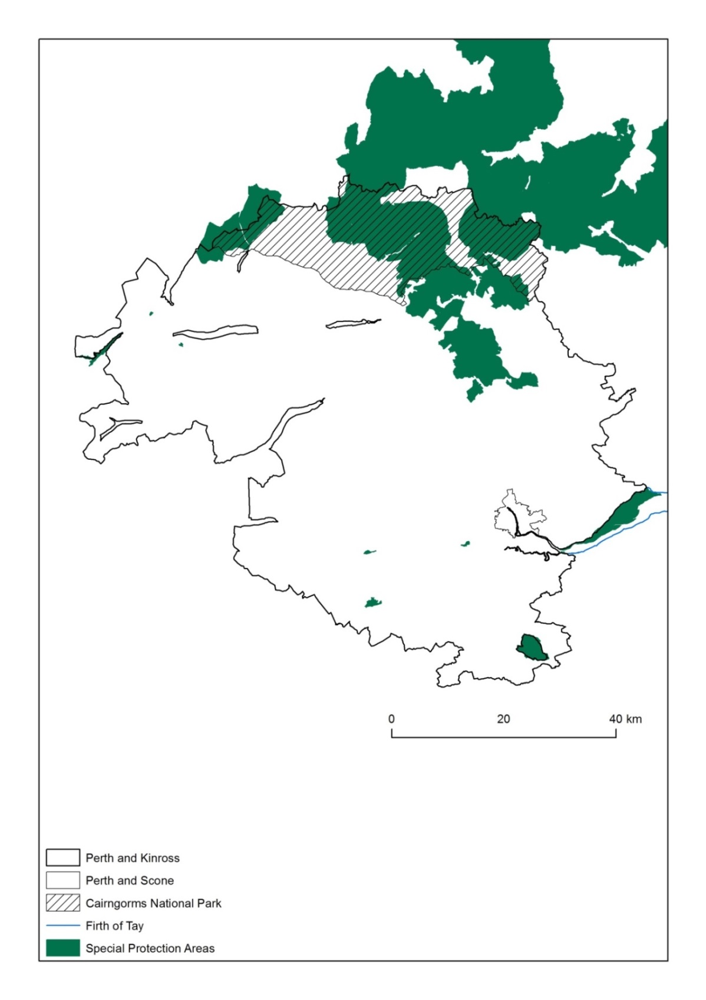 0 20 40 km
Perth and Kinross
Perth and Scone
Cairngorms National Park
Firth of Tay
Special Protection Areas